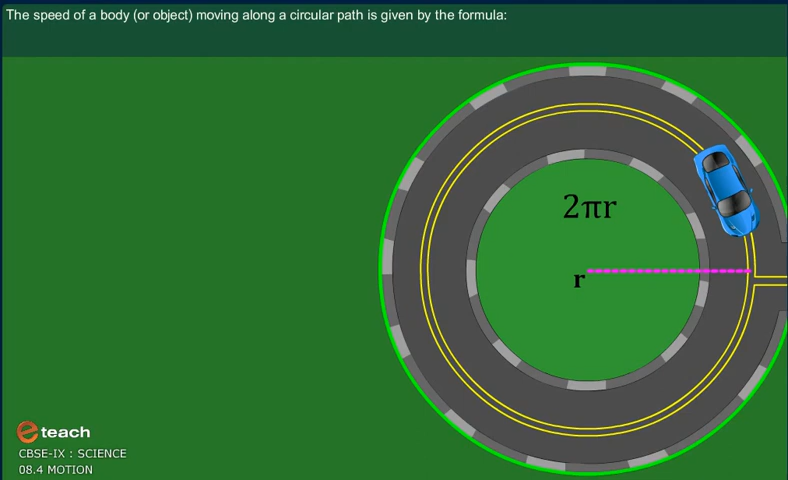 The speed of a body (or object) moving along a circular path is given by the formula:
2πr
r
e teach
CBSE-IX : SCIENCE
08.4 MOTION